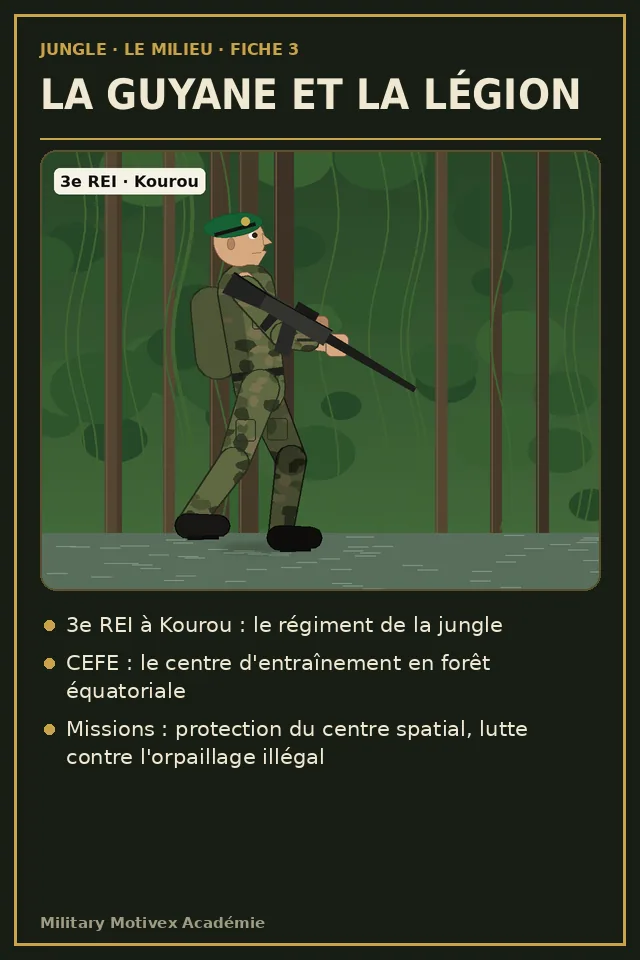 JUNGLE · LE MILIEU · FICHE 3
LA GUYANE ET LA LÉGION
3e REI · Kourou
3e REI à Kourou : le régiment de la jungle
CEFE : le centre d'entraînement en forêt
équatoriale
Missions : protection du centre spatial, lutte
contre l'orpaillage illégal
Military Motivex Académie